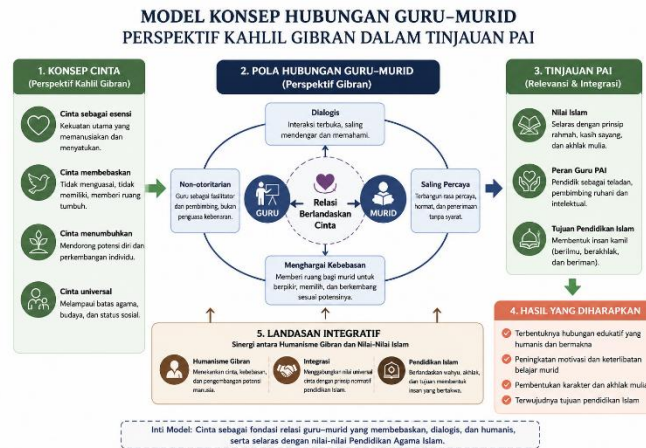 MODEL KONSEP HUBUNGAN GURU–MURID
PERSPEKTIF KAHLIL GIBRAN DALAM TINJAUAN PAI
1. KONSEP CINTA
(Perspektif Kahlil Gibran)
Cinta sebagai esensi
Kekuatan utama yang
memanusiakan dan
menyatukan.
Cinta membebaskan
Tidak menguasai, tidak
memiliki, memberi ruang
tumbuh.
Cinta menumbuhkan
Mendorong potensi diri dan
perkembangan individu.
Cinta universal
Melampaui batas agama,
budaya, dan status sosial.
2. POLA HUBUNGAN GURU–MURID
(Perspektif Gibran)
Dialogis
Interaksi terbuka, saling
mendengar dan memahami.
Non-otoritarian
Guru sebagai fasilitator
dan pembimbing, bukan
penguasa kebenaran.
GURU
Relasi
Berlandaskan
Cinta
MURID
Saling Percaya
Terbangun rasa percaya,
hormat, dan penerimaan
tanpa syarat.
Menghargai Kebebasan
Memberi ruang bagi murid untuk
berpikir, memilih, dan berkembang
sesuai potensinya.
3. TINJAUAN PAI
(Relevansi & Integrasi)
Nilai Islam
Selaras dengan prinsip
rahmah, kasih sayang,
dan akhlak mulia.
Peran Guru PAI
Pendidik sebagai teladan,
pembimbing ruhani dan
intelektual.
Tujuan Pendidikan Islam
Membentuk insan kamil
(berilmu, berakhlak,
dan beriman).
4. HASIL YANG DIHARAPKAN
Terbentuknya hubungan edukatif yang
humanis dan bermakna
Peningkatan motivasi dan keterlibatan
belajar murid
Pembentukan karakter dan akhlak mulia
Terwujudnya tujuan pendidikan Islam
5. LANDASAN INTEGRATIF
Sinergi antara Humanisme Gibran dan Nilai-Nilai Islam
Humanisme Gibran
Menekankan cinta, kebebasan,
dan pengembangan potensi
manusia.
Integrasi
Menggabungkan nilai universal
cinta dengan prinsip normatif
Islam.
Pendidikan Islam
Berlandaskan wahyu, akhlak,
dan tujuan membentuk
insan yang bertakwa.
Inti Model: Cinta sebagai fondasi relasi guru–murid yang membebaskan, dialogis, dan humanis,
serta selaras dengan nilai-nilai Pendidikan Agama Islam.